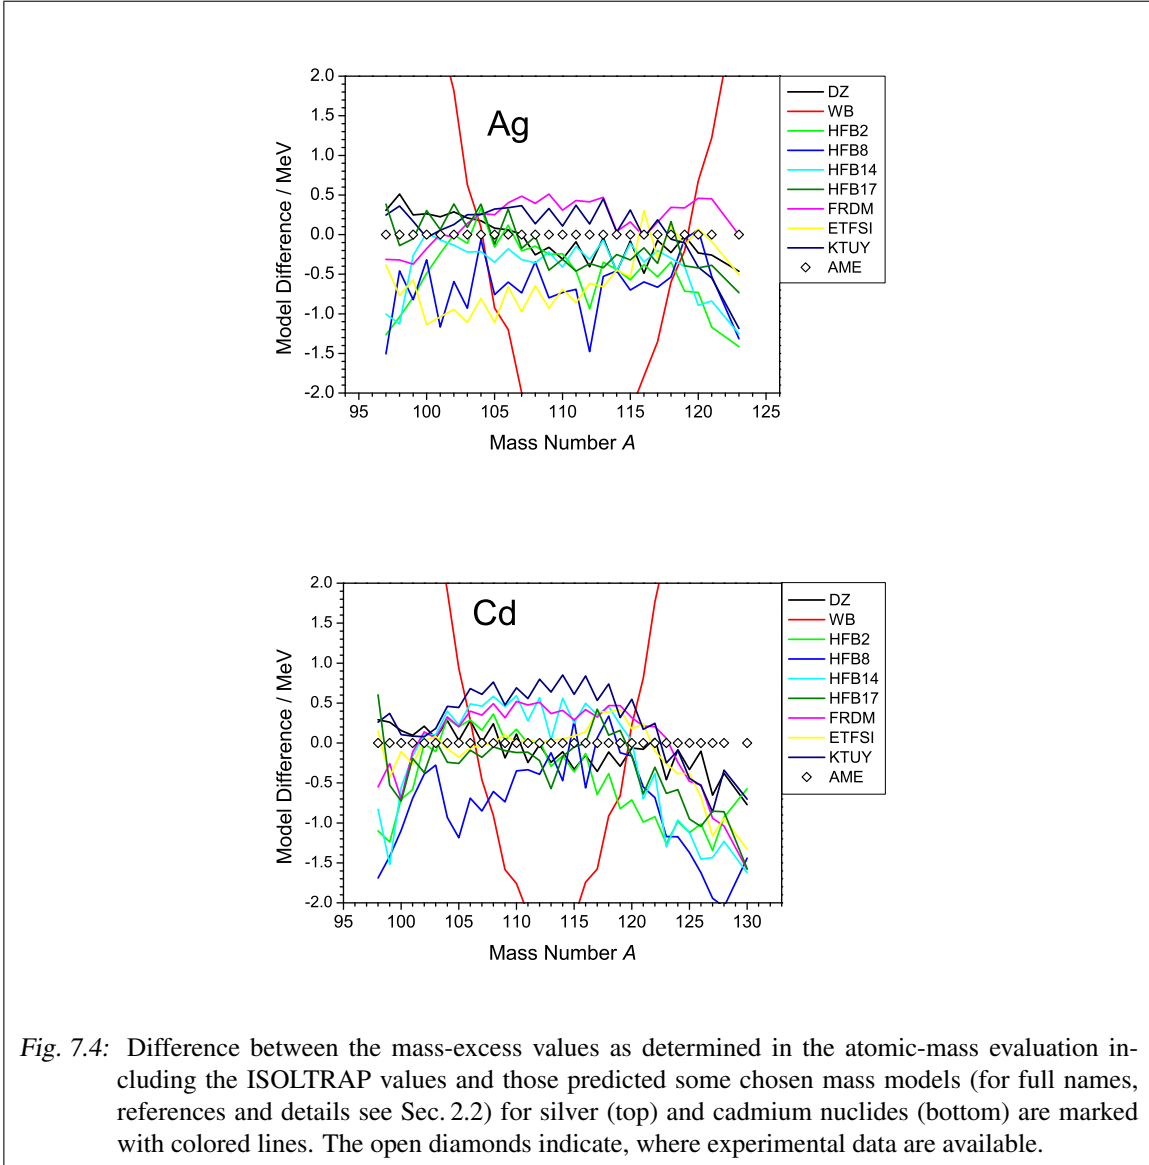 2.0
1.5
1.0
0.5
0.0
-0.5
-1.0
-1.5
-2.0
Model Difference / MeV
Ag
95
100
105
110
115
120
125
Mass Number A
DZ
WB
HFB2
HFB8
HFB14
HFB17
FRDM
ETFSI
KTUY
AME
2.0
1.5
1.0
0.5
0.0
-0.5
-1.0
-1.5
-2.0
Model Difference / MeV
Cd
95
100
105
110
115
120
125
130
Mass Number A
DZ
WB
HFB2
HFB8
HFB14
HFB17
FRDM
ETFSI
KTUY
AME
Fig. 7.4: Difference between the mass-excess values as determined in the atomic-mass evaluation in-
cluding the ISOLTRAP values and those predicted some chosen mass models (for full names,
references and details see Sec. 2.2) for silver (top) and cadmium nuclides (bottom) are marked
with colored lines. The open diamonds indicate, where experimental data are available.